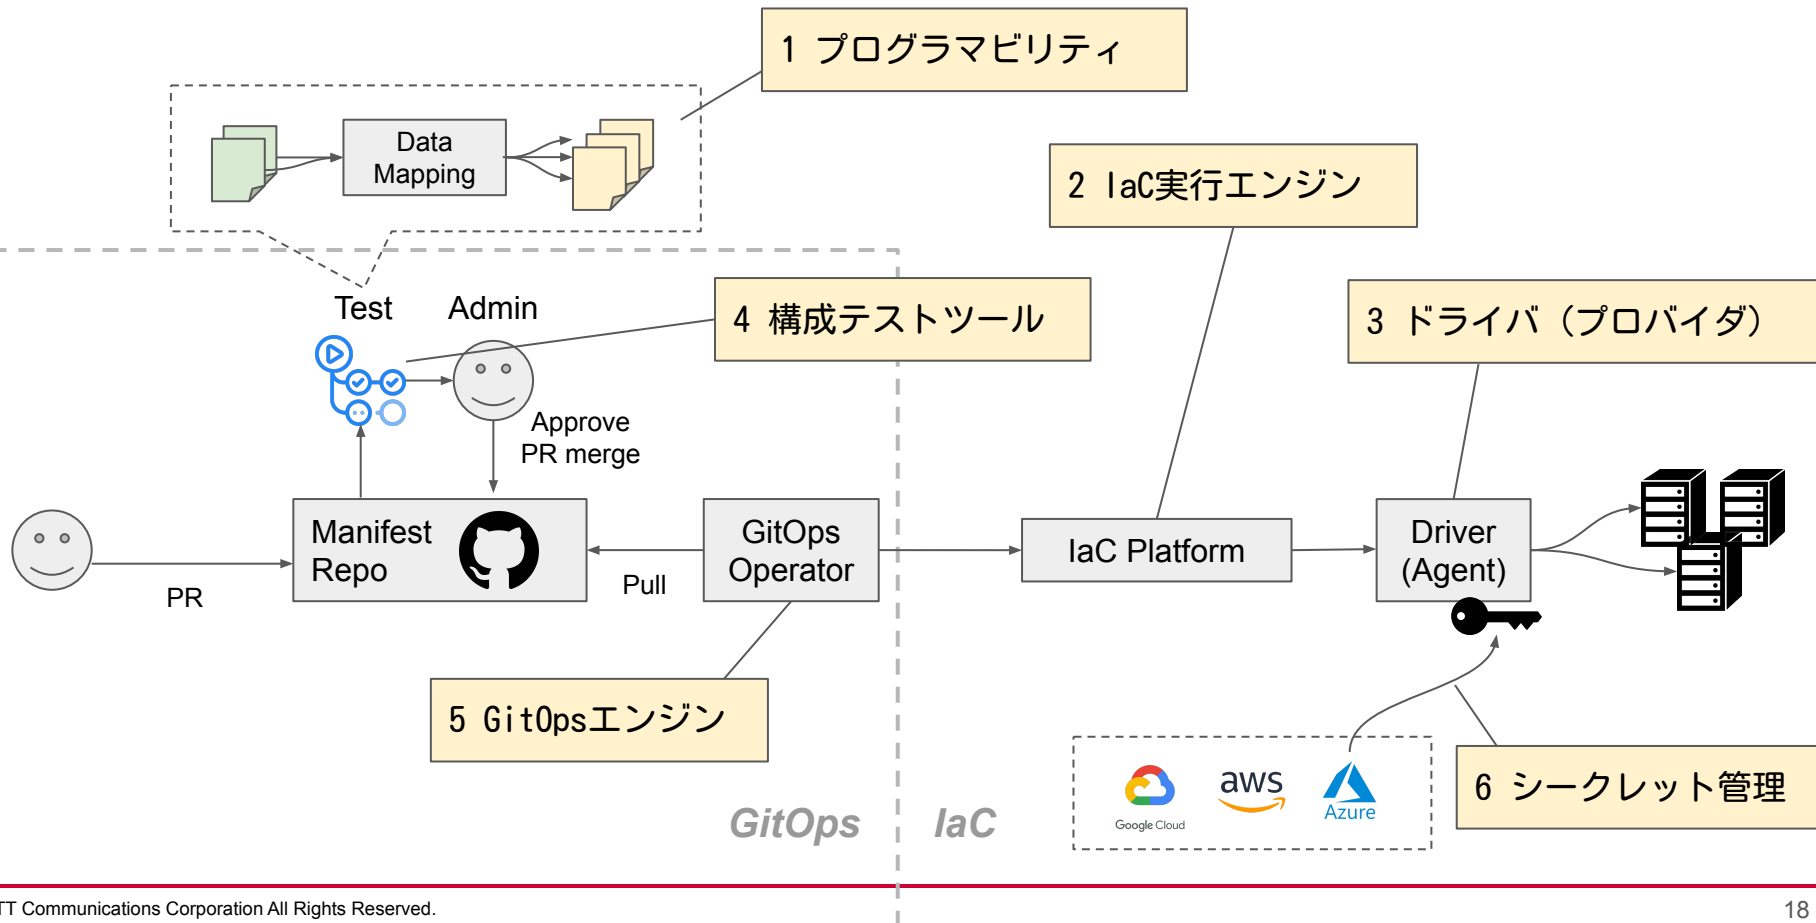 1 プログラマビリティ
Data
Mapping
2 IaC実行エンジン
Test
Admin
4 構成テストツール
3 ドライバ（プロバイダ）
Approve
PR merge
Manifest
Repo
GitOps
Operator
IaC Platform
Driver
(Agent)
PR
Pull
5 GitOpsエンジン
6 シークレット管理
Google Cloud
aws
Azure
GitOps
IaC
TT Communications Corporation All Rights Reserved.
18